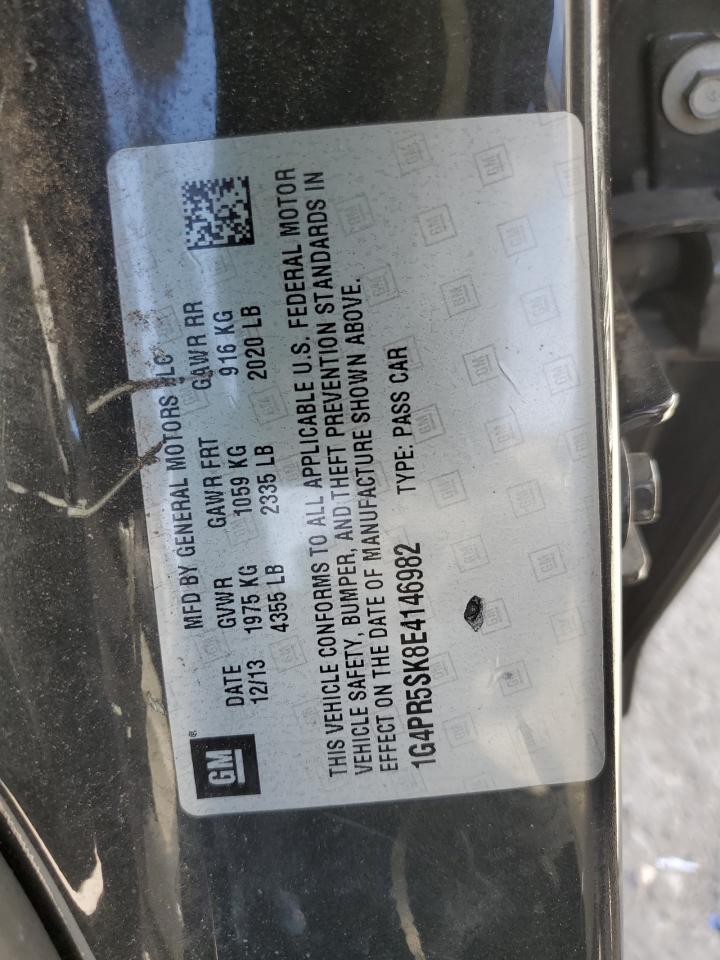 GM®
MFD BY GENERAL MOTORS LLC
DATE GVWR GAWR FRT GAWR RR
12/13 1975 KG 1059 KG 916 KG
4355 LB 2335 LB 2020 LB
THIS VEHICLE CONFORMS TO ALL APPLICABLE U.S. FEDERAL MOTOR
VEHICLE SAFETY, BUMPER, AND THEFT PREVENTION STANDARDS IN
EFFECT ON THE DATE OF MANUFACTURE SHOWN ABOVE.
1G4PR5SK8E4146982 TYPE: PASS CAR